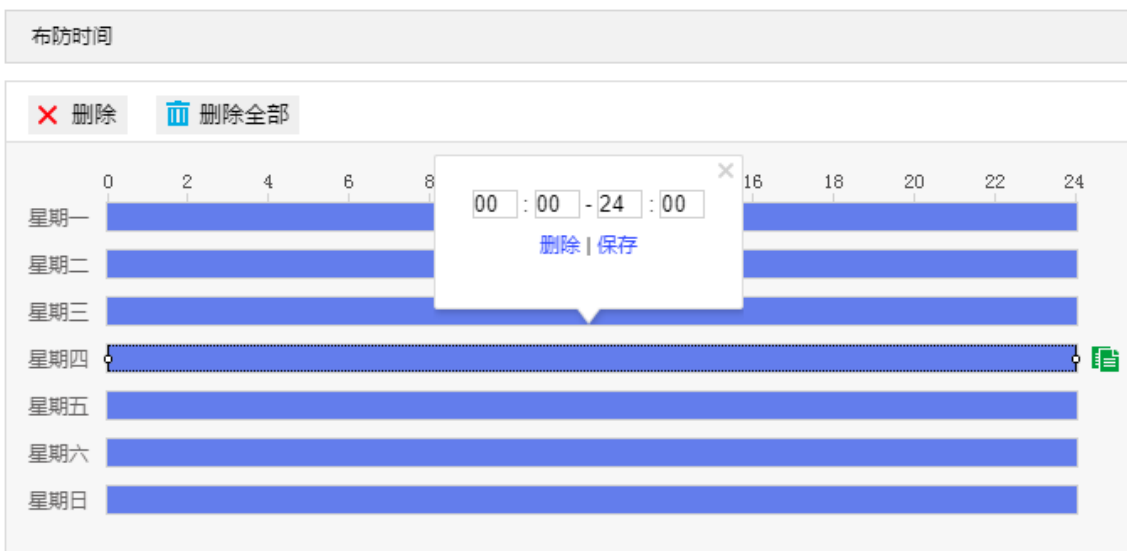 布防时间
删除 删除全部
0 2 4 6 8 16 18 20 22 24
00 : 00 - 24 : 00
删除 | 保存
星期一
星期二
星期三
星期四
星期五
星期六
星期日